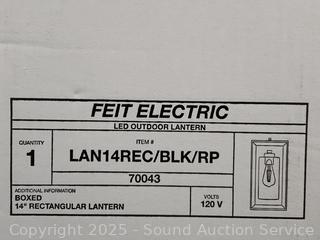 FEIT ELECTRIC
LED OUTDOOR LANTERN
QUANTITY
1
ITEM #
LAN14REC/BLK/RP
70043
ADDITIONAL INFORMATION
BOXED
14" RECTANGULAR LANTERN
VOLTS
120 V
Copyright 2025 - Sound Auction Service